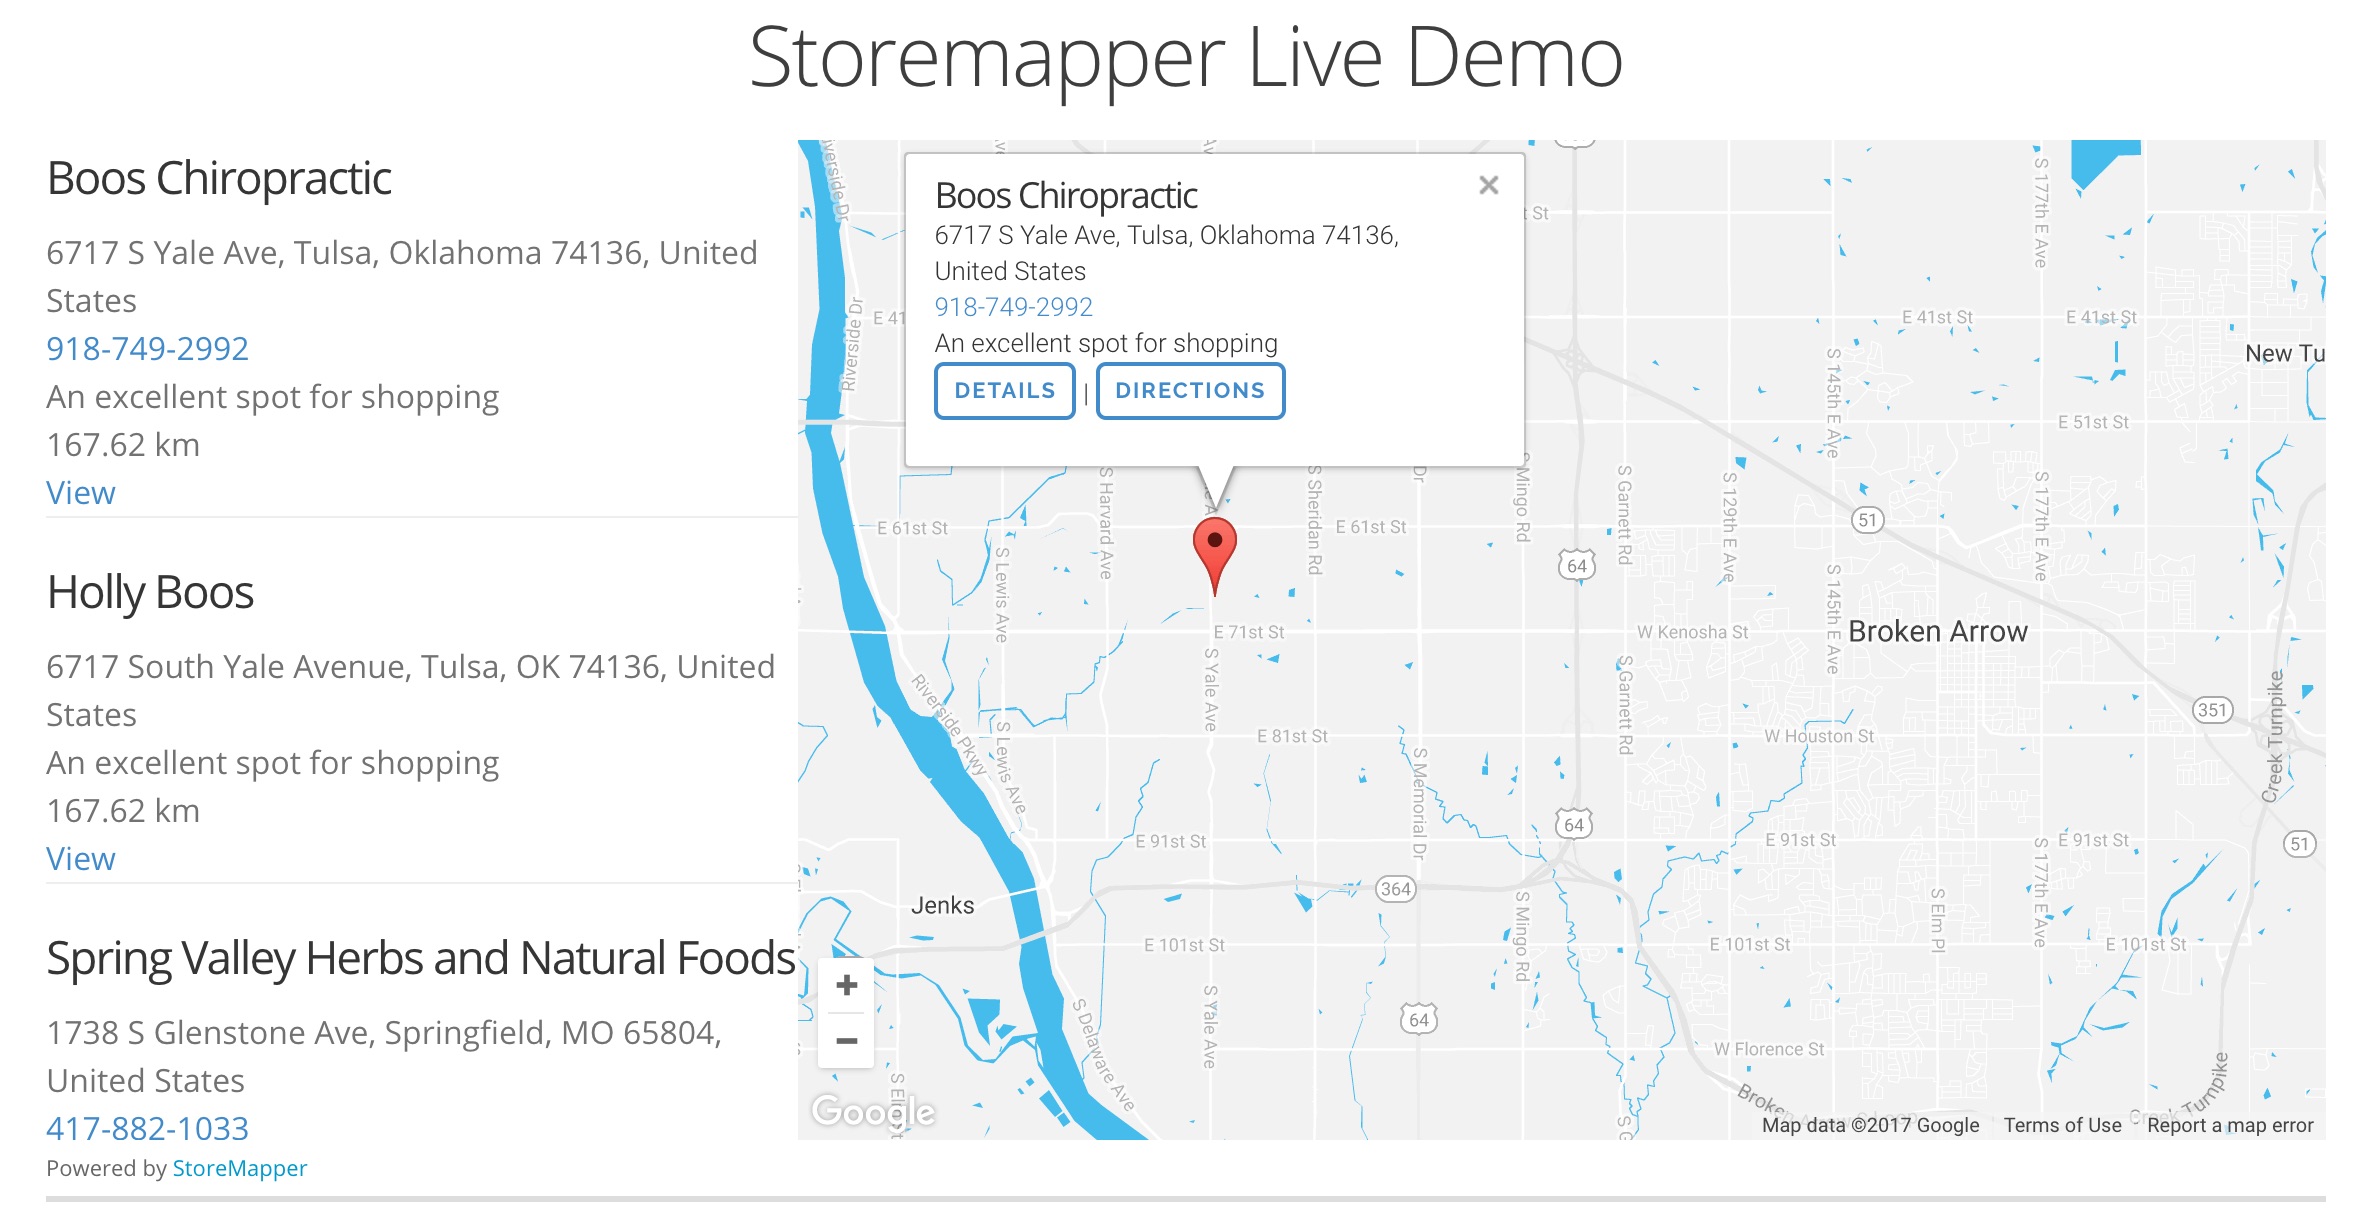 Storemapper Live Demo
Boos Chiropractic
6717 S Yale Ave, Tulsa, Oklahoma 74136, United
States
918-749-2992
An excellent spot for shopping
167.62 km
View
Holly Boos
6717 South Yale Avenue, Tulsa, OK 74136, United
States
An excellent spot for shopping
167.62 km
View
Spring Valley Herbs and Natural Foods
1738 S Glenstone Ave, Springfield, MO 65804,
United States
417-882-1033
Powered by StoreMapper
Boos Chiropractic
6717 S Yale Ave, Tulsa, Oklahoma 74136,
United States
918-749-2992
An excellent spot for shopping
DETAILS | DIRECTIONS
Riverside Dr
S 177th E Ave
E 41st St
E 41st St
New Tu
Riverside Dr
E 41
S 145th E Ave
E 51st St
S Harvard Ave
S Sheridan Rd
Dr
S Mingo Rd
S Garnett Rd
S 129th E Ave
S 177th E Ave
51
E 61st St
E 61st St
64
S Lewis Ave
S 145th E Ave
E 71st St
W Kenosha St
Broken Arrow
S Yale Ave
S Garnett Rd
Riverside Pkwy
S Lewis Ave
351
Creek Turnpike
E 81st St
W Houston St
S Memorial Dr
64
E 91st St
E 91st St
E 91st St
51
S 177th E Ave
364
Jenks
S Mingo Rd
S Elm Pl
E 101st St
E 101st St
E 101st St
S Yale Ave
S Delaware Ave
64
W Florence St
Creek Turnpike
Google
Map data ©2017 Google
Terms of Use
Report a map error